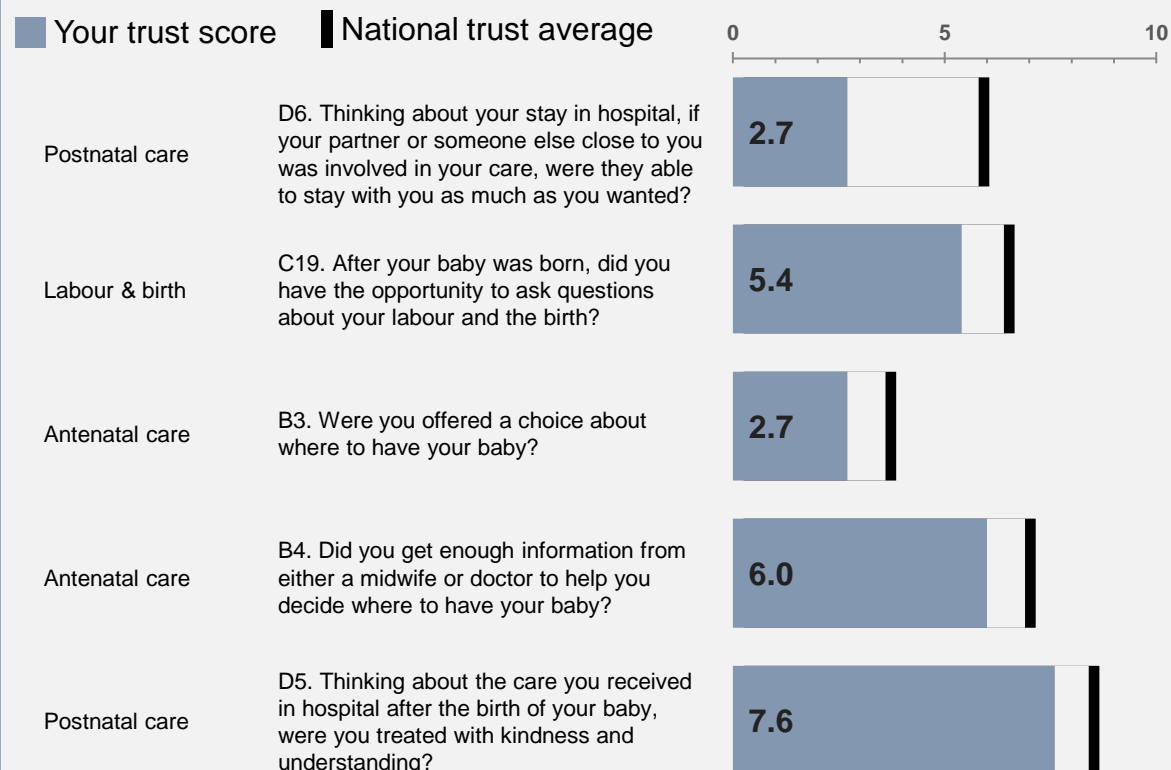 Your trust score
National trust average
0 5 10
Postnatal care
D6. Thinking about your stay in hospital, if
your partner or someone else close to you
was involved in your care, were they able
to stay with you as much as you wanted?
2.7
Labour & birth
C19. After your baby was born, did you
have the opportunity to ask questions
about your labour and the birth?
5.4
Antenatal care
B3. Were you offered a choice about
where to have your baby?
2.7
Antenatal care
B4. Did you get enough information from
either a midwife or doctor to help you
decide where to have your baby?
6.0
Postnatal care
D5. Thinking about the care you received
in hospital after the birth of your baby,
were you treated with kindness and
understanding?
7.6